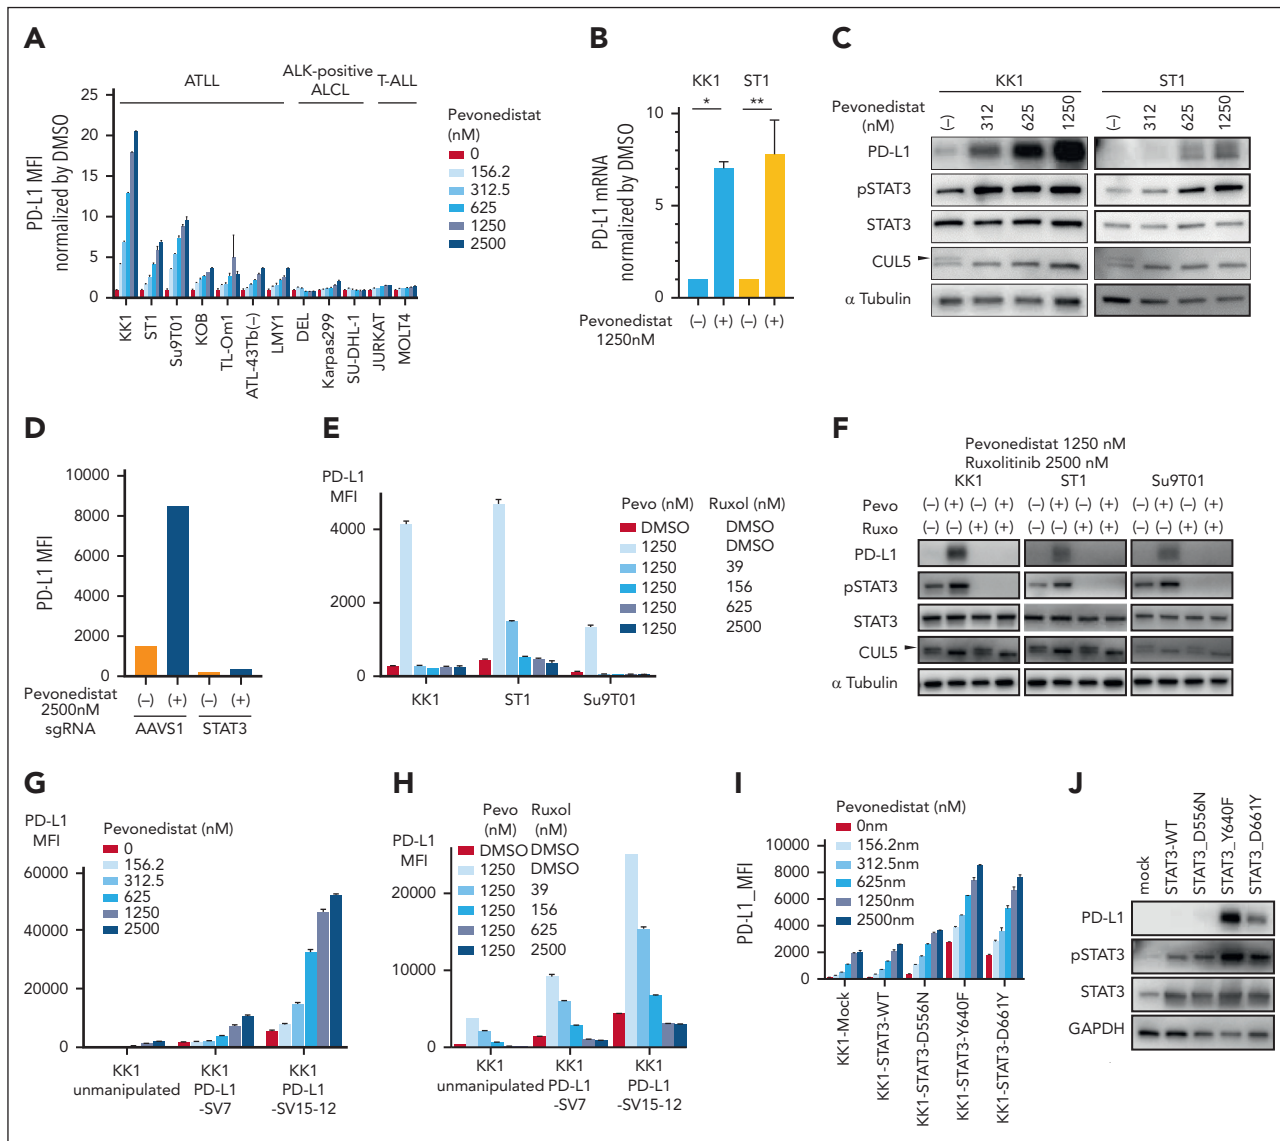 A
ATLL
ALK-positive
ALCL
T-ALL
PD-L1 MFI
normalized by DMSO
25
20
15
10
5
0
KK1
ST1
Su9T01
KOB
TL-Om1
ATL-43Tb(–)
LMY1
DEL
Karpas299
SU-DHL-1
JURKAT
MOLT4
Pevonedistat
(nM)
0
156.2
312.5
625
1250
2500
B
KK1 ST1
* **
PD-L1 mRNA
normalized by DMSO
10
8
6
4
2
0
Pevonedistat
1250nM
(–) (+) (–) (+)
C
KK1 ST1
Pevonedistat
(nM)
(–) 312 625 1250 (–) 312 625 1250
PD-L1
pSTAT3
STAT3
CUL5
α Tubulin
D
PD-L1 MFI
10000
8000
6000
4000
2000
0
Pevonedistat
2500nM
(–) (+) (–) (+)
sgRNA AAVS1 STAT3
E
PD-L1
MFI
4000
2000
0
KK1 ST1 Su9T01
Pevo (nM) Ruxol (nM)
DMSO DMSO
1250 DMSO
1250 39
1250 156
1250 625
1250 2500
F
Pevonedistat 1250 nM
Ruxolitinib 2500 nM
KK1 ST1 Su9T01
Pevo (–) (+) (–) (+) (–) (+) (–) (+) (–) (+) (–) (+)
Ruxo (–) (–) (+) (+) (–) (–) (+) (+) (–) (–) (+) (+)
PD-L1
pSTAT3
STAT3
CUL5
α Tubulin
G
PD-L1
MFI
Pevonedistat (nM)
0
156.2
312.5
625
1250
2500
60000
40000
20000
0
KK1
unmanipulated
KK1
PD-L1
-SV7
KK1
PD-L1
-SV15-12
H
PD-L1
MFI
Pevo
(nM)
Ruxol
(nM)
DMSO DMSO
1250 DMSO
1250 39
1250 156
1250 625
1250 2500
20000
10000
0
KK1
unmanipulated
KK1
PD-L1
-SV7
KK1
PD-L1
-SV15-12
I
Pevonedistat (nM)
0nm
156.2nm
312.5nm
625nm
1250nm
2500nm
PD-L1_MFI
10000
8000
6000
4000
2000
0
KK1-Mock
KK1-STAT3-WT
KK1-STAT3-D556N
KK1-STAT3-Y640F
KK1-STAT3-D661Y
J
mock
STAT3-WT
STAT3_D556N
STAT3_Y640F
STAT3_D661Y
PD-L1
pSTAT3
STAT3
GAPDH